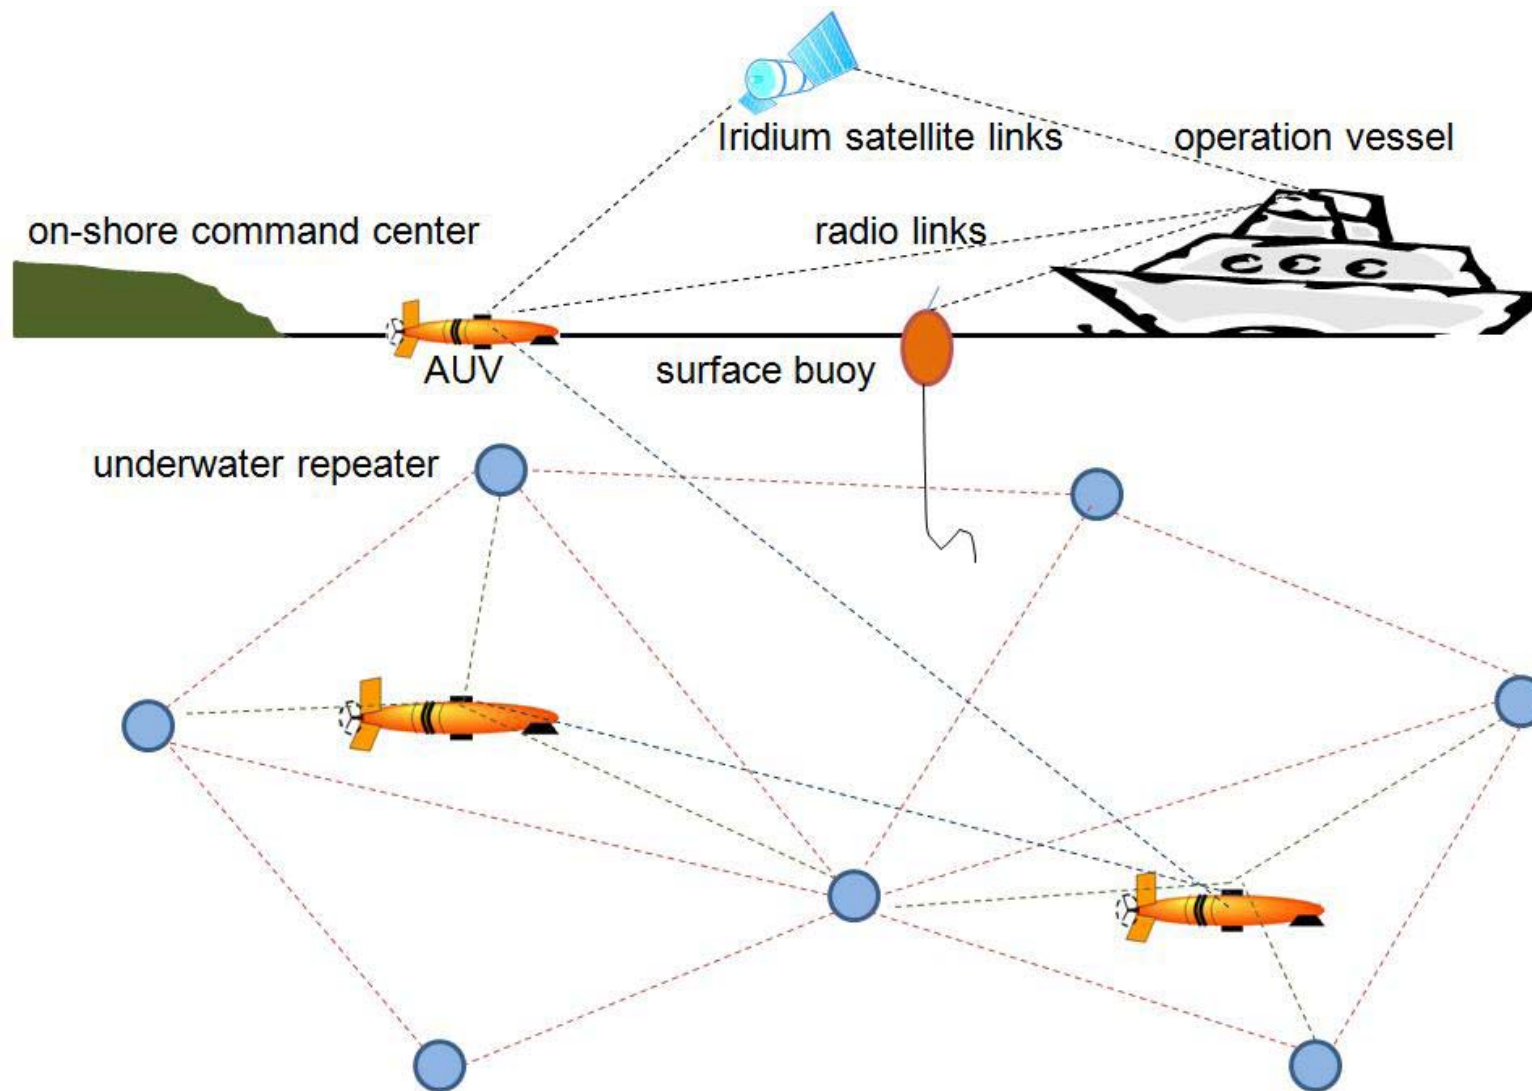 Iridium satellite links
operation vessel
on-shore command center
radio links
AUV
surface buoy
underwater repeater